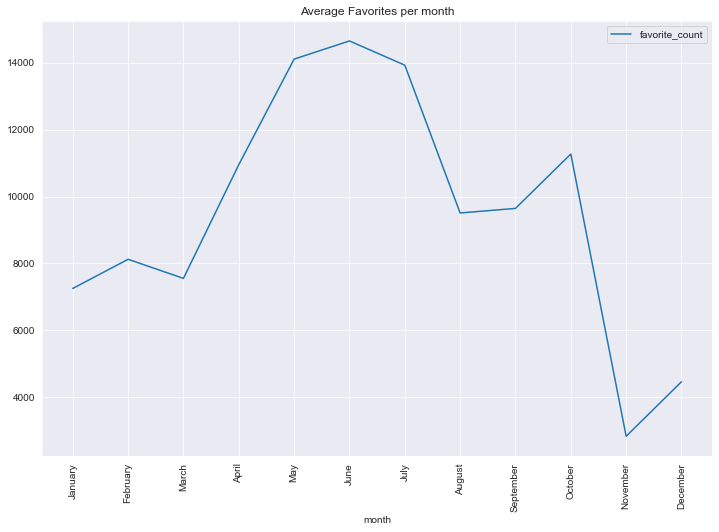 Average Favorites per month
favorite_count
14000
12000
10000
8000
6000
4000
January
February
March
April
May
June
July
August
September
October
November
December
month